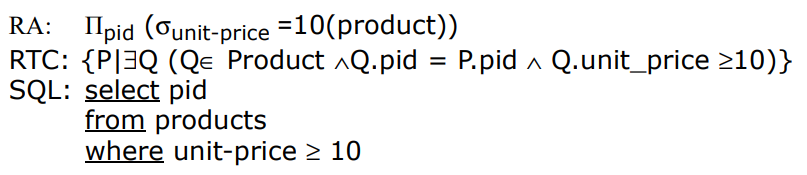 RA: Πpid (σunit-price =10(product))
RTC: {P|∃Q (Q∈ Product ∧Q.pid = P.pid ∧ Q.unit_price ≥10)}
SQL: select pid
from products
where unit-price ≥ 10